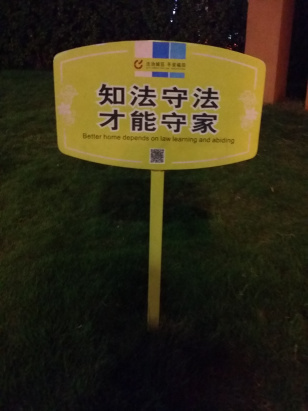 知法守法
才能守家
Better home depends on law learning and abiding